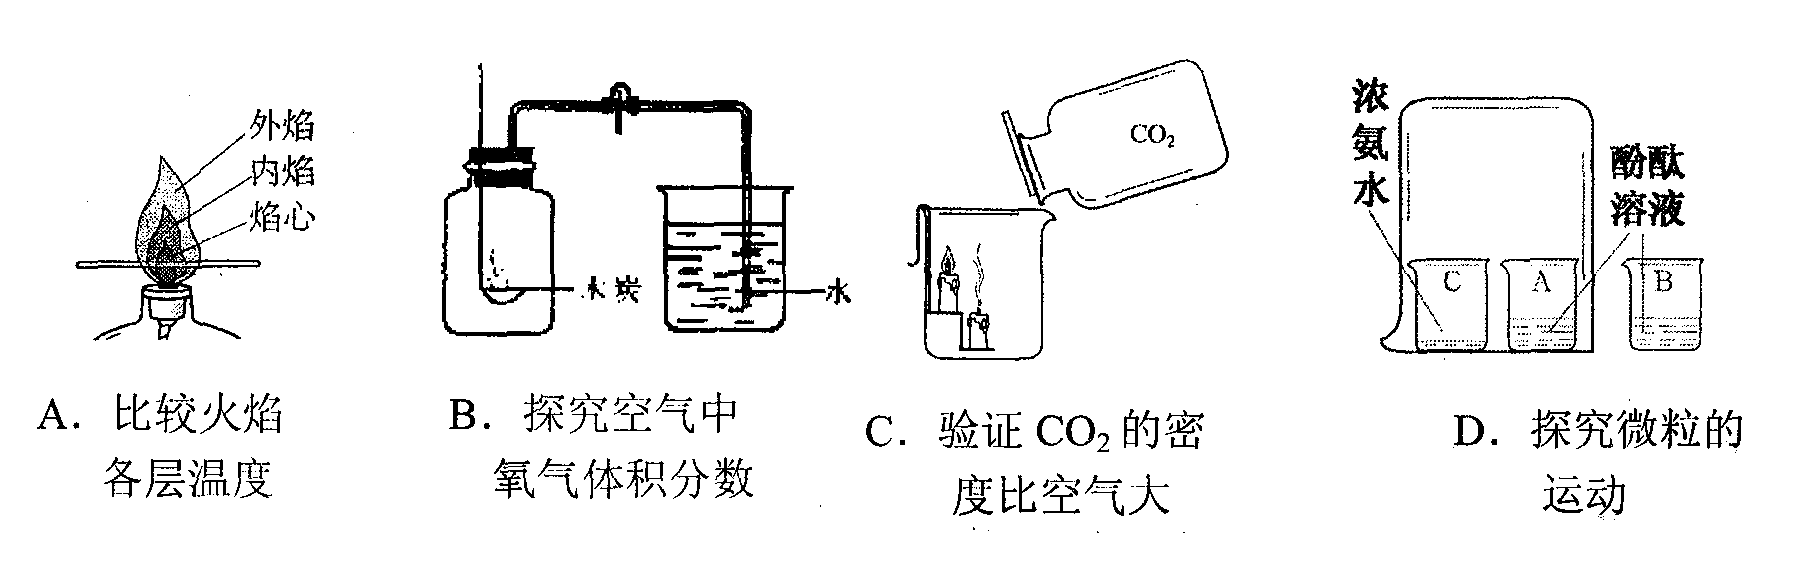 外焰
内焰
焰心
A．比较火焰
各层温度
木炭
水
B．探究空气中
氧气体积分数
CO₂
C．验证 CO₂ 的密
度比空气大
浓氨水
酚酞
溶液
C
A
B
D．探究微粒的
运动